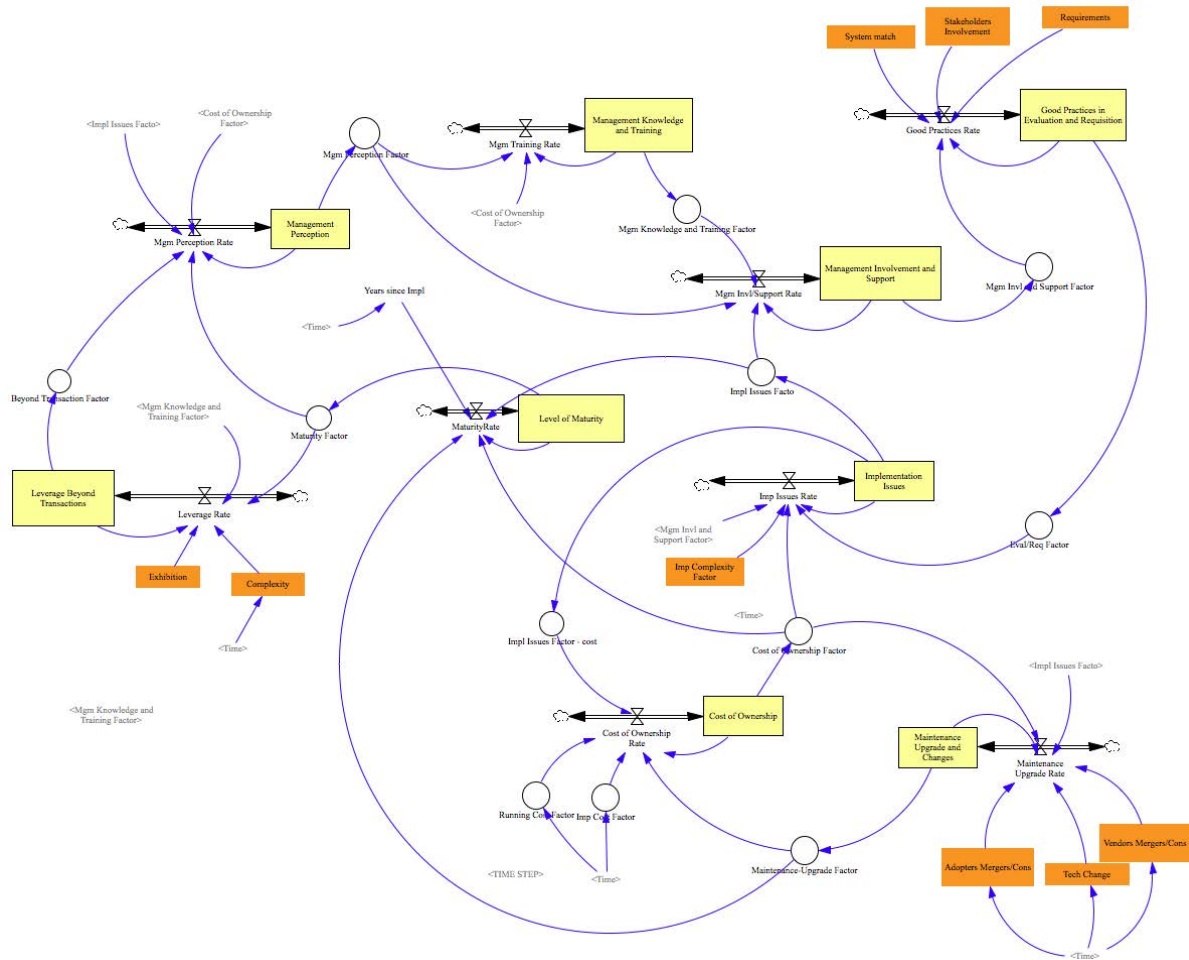 System match
Stakeholders
Involvement
Requirements
<Impl Issues Facto>
<Cost of Ownership
Factor>
Mgm Perception Factor
Mgm Training Rate
Management Knowledge
and Training
Good Practices Rate
Good Practices in
Evaluation and Requisition
<Cost of Ownership
Factor>
Mgm Perception Rate
Management
Perception
Mgm Knowledge and Training Factor
Mgm Invl/Support Rate
Management Involvement and
Support
Mgm Invl and Support Factor
Years since Impl
<Time>
Beyond Transaction Factor
<Mgm Knowledge and
Training Factor>
Maturity Factor
MaturityRate
Level of Maturity
Impl Issues Facto
Leverage Beyond
Transactions
Leverage Rate
Imp Issues Rate
Implementation
Issues
<Mgm Invl and
Support Factor>
Eval/Req Factor
Exhibition
Complexity
Imp Complexity
Factor
<Time>
<Time>
Impl Issues Factor - cost
Cost of Ownership Factor
<Impl Issues Facto>
<Mgm Knowledge and
Training Factor>
Cost of Ownership
Rate
Cost of Ownership
Maintenance
Upgrade and
Changes
Maintenance
Upgrade Rate
Running Cost Factor
Imp Cost Factor
<TIME STEP>
<Time>
Maintenance-Upgrade Factor
Adopters Mergers/Cons
Tech Change
Vendors Mergers/Cons
<Time>